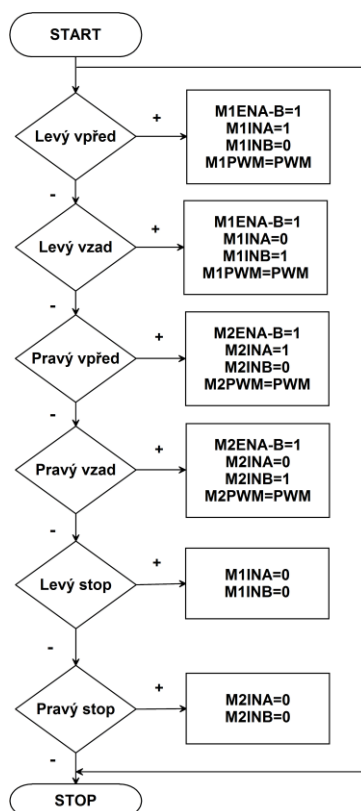 START
Levý vpřed
+
M1ENA-B=1
M1INA=1
M1INB=0
M1PWM=PWM
-
Levý vzad
+
M1ENA-B=1
M1INA=0
M1INB=1
M1PWM=PWM
-
Pravý vpřed
+
M2ENA-B=1
M2INA=1
M2INB=0
M2PWM=PWM
-
Pravý vzad
+
M2ENA-B=1
M2INA=0
M2INB=1
M2PWM=PWM
-
Levý stop
+
M1INA=0
M1INB=0
-
Pravý stop
+
M2INA=0
M2INB=0
-
STOP